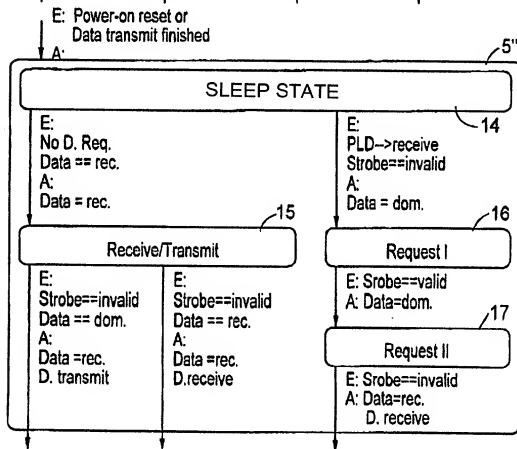 E: Power-on reset or
Data transmit finished
A:
5"
SLEEP STATE
14
E:
No D. Req.
Data == rec.
A:
Data = rec.
E:
PLD-->receive
Strobe==invalid
A:
Data = dom.
15
Receive/Transmit
16
Request I
E:
Strobe==invalid
Data == dom.
A:
Data =rec.
D. transmit
E:
Strobe==invalid
Data == rec.
A:
Data =rec.
D.receive
E: Srobe==valid
A: Data=dom.
17
Request II
E: Srobe==invalid
A: Data=rec.
D. receive